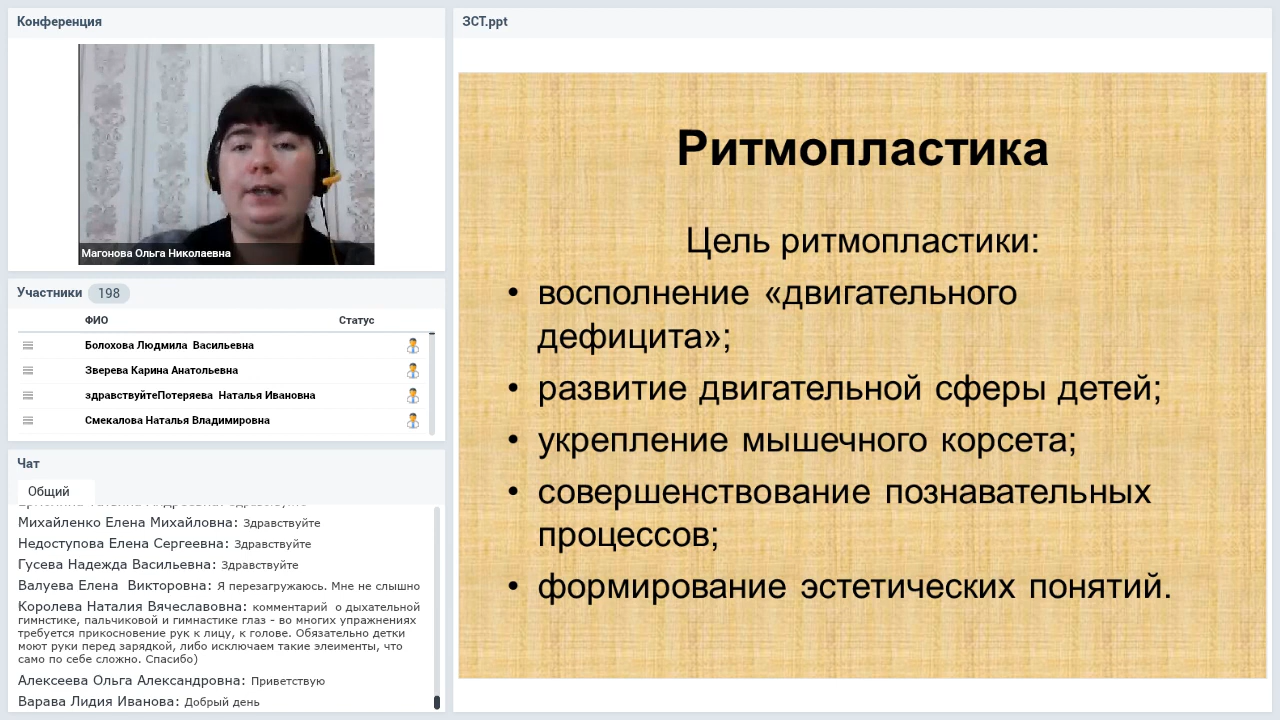 Конференция
Магонова Ольга Николаевна
Участники 198
ФИО Статус
Болохова Людмила Васильевна
Зверева Карина Анатольевна
здравствуйтеПотеряева Наталья Ивановна
Смекалова Наталья Владимировна
Чат
Общий
Михайленко Елена Михайловна: Здравствуйте
Недоступова Елена Сергеевна: Здравствуйте
Гусева Надежда Васильевна: Здравствуйте
Валуева Елена Викторовна: Я перезагружаюсь. Мне не слышно
Королева Наталия Вячеславовна: комментарий о дыхательной
гимнстике, пальчиковой и гимнастике глаз - во многих упражнениях
требуется прикосновение рук к лицу, к голове. Обязательно детки
моют руки перед зарядкой, либо исключаем такие элеименты, что
само по себе сложно. Спасибо)
Алексеева Ольга Александровна: Приветствую
Варава Лидия Иванова: Добрый день
ЗСТ.ppt
Ритмопластика
Цель ритмопластики:
• восполнение «двигательного
дефицита»;
• развитие двигательной сферы детей;
• укрепление мышечного корсета;
• совершенствование познавательных
процессов;
• формирование эстетических понятий.